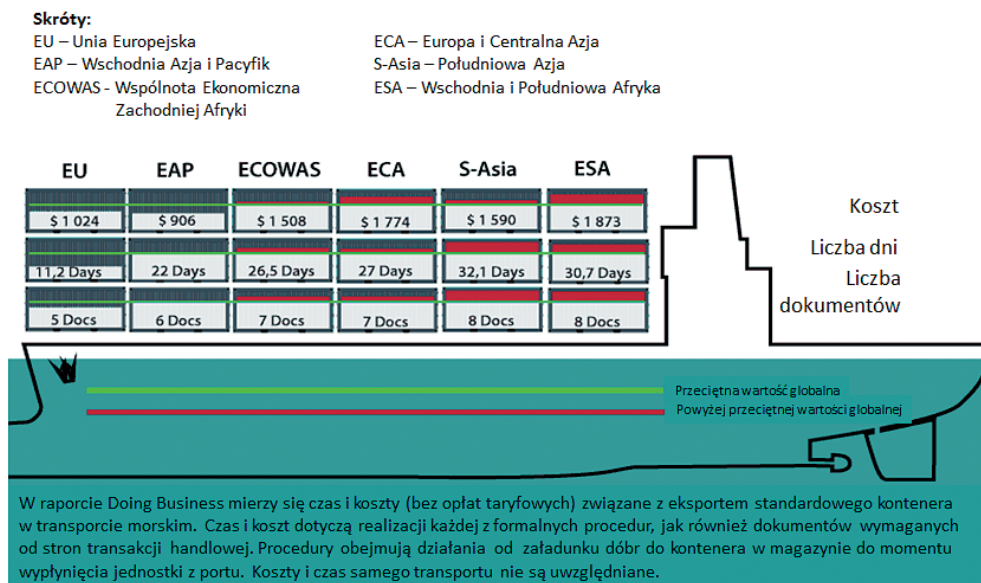 Skróty:
EU – Unia Europejska
EAP – Wschodnia Azja i Pacyfik
ECOWAS - Wspólnota Ekonomiczna
Zachodniej Afryki
ECA – Europa i Centralna Azja
S-Asia – Południowa Azja
ESA – Wschodnia i Południowa Afryka
EU EAP ECOWAS ECA S-Asia ESA
$ 1 024 $ 906 $ 1 508 $ 1 774 $ 1 590 $ 1 873
Koszt
11,2 Days 22 Days 26,5 Days 27 Days 32,1 Days 30,7 Days
Liczba dni
5 Docs 6 Docs 7 Docs 7 Docs 8 Docs 8 Docs
Liczba
dokumentów
Przeciętna wartość globalna
Powyżej przeciętnej wartości globalnej
W raporcie Doing Business mierzy się czas i koszty (bez opłat taryfowych) związane z eksportem standardowego kontenera
w transporcie morskim. Czas i koszt dotyczą realizacji każdej z formalnych procedur, jak również dokumentów wymaganych
od stron transakcji handlowej. Procedury obejmują działania od załadunku dóbr do kontenera w magazynie do momentu
wypłynięcia jednostki z portu. Koszty i czas samego transportu nie są uwzględniane.